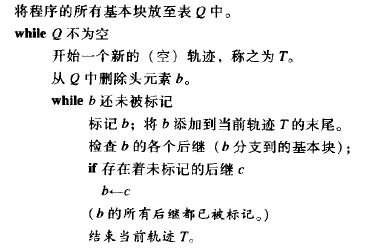 将程序的所有基本块放至表 Q 中。
while Q 不为空
开始一个新的（空）轨迹，称之为 T。
从 Q 中删除头元素 b。
while b 还未被标记
标记 b；将 b 添加到当前轨迹 T 的末尾。
检查 b 的各个后继（b 分支到的基本块）；
if 存在着未标记的后继 c
b←c
（b 的所有后继都已被标记。）
结束当前轨迹 T。